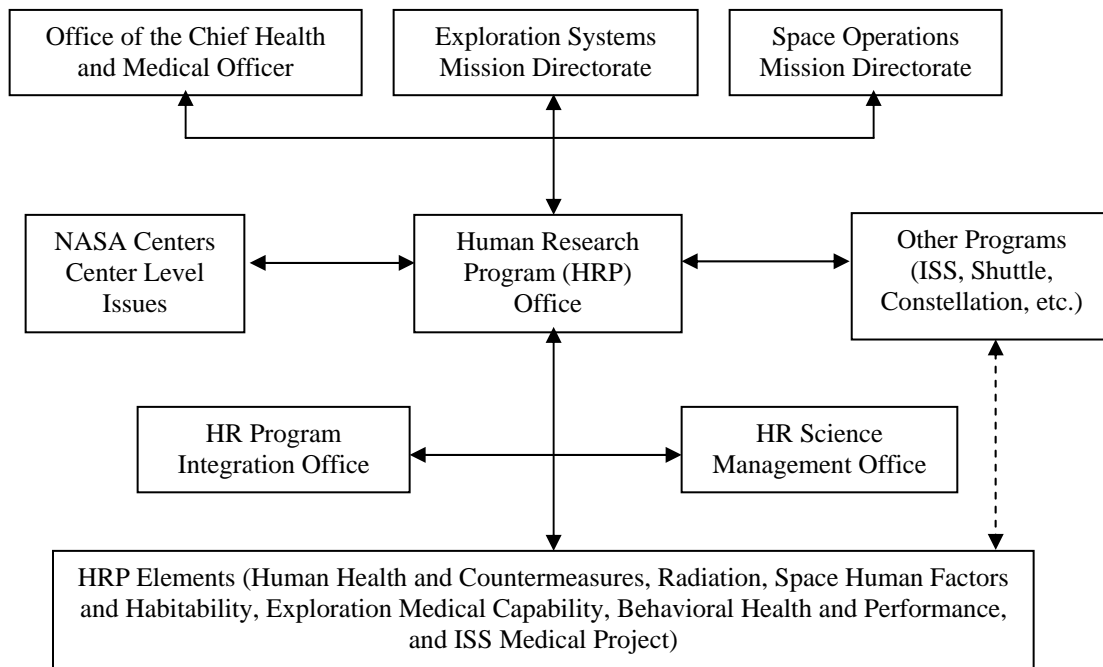 Office of the Chief Health
and Medical Officer
Exploration Systems
Mission Directorate
Space Operations
Mission Directorate
NASA Centers
Center Level
Issues
Human Research
Program (HRP)
Office
Other Programs
(ISS, Shuttle,
Constellation, etc.)
HR Program
Integration Office
HR Science
Management Office
HRP Elements (Human Health and Countermeasures, Radiation, Space Human Factors
and Habitability, Exploration Medical Capability, Behavioral Health and Performance,
and ISS Medical Project)